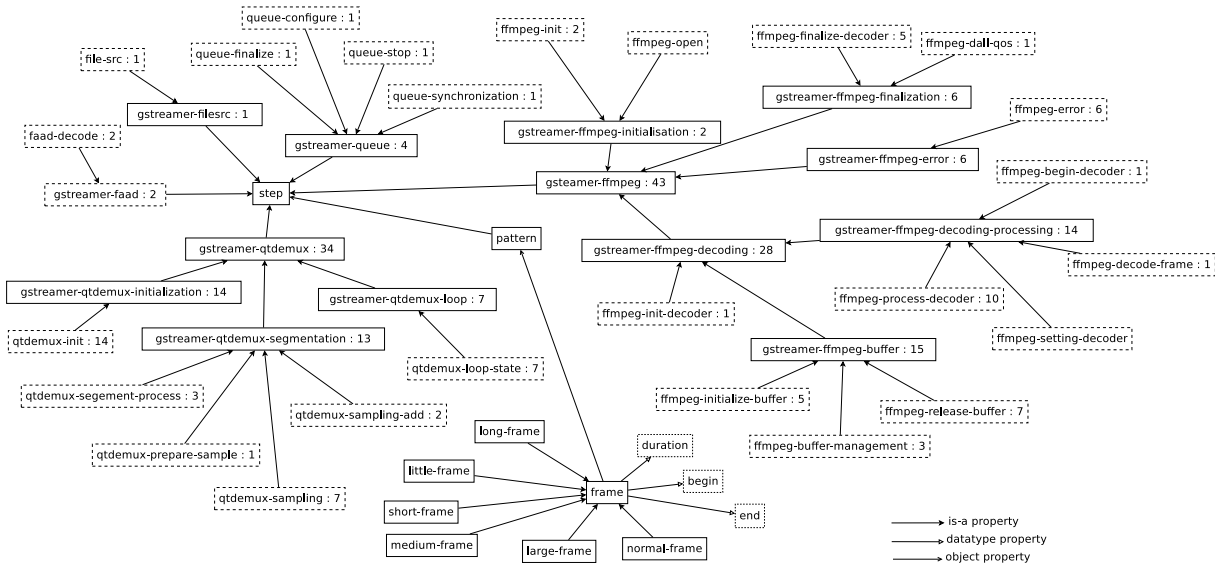 queue-configure : 1
ffmpeg-init : 2
ffmpeg-open
ffmpeg-finalize-decoder : 5
ffmpeg-dall-qos : 1
file-src : 1
queue-finalize : 1
queue-stop : 1
queue-synchronization : 1
gstreamer-ffmpeg-finalization : 6
gstreamer-filesrc : 1
ffmpeg-error : 6
faad-decode : 2
gstreamer-queue : 4
gstreamer-ffmpeg-initialisation : 2
gstreamer-ffmpeg-error : 6
gstreamer-faad : 2
step
gsteamer-ffmpeg : 43
ffmpeg-begin-decoder : 1
pattern
gstreamer-qtdemux : 34
gstreamer-ffmpeg-decoding : 28
gstreamer-ffmpeg-decoding-processing : 14
ffmpeg-decode-frame : 1
gstreamer-qtdemux-initialization : 14
gstreamer-qtdemux-loop : 7
ffmpeg-init-decoder : 1
ffmpeg-process-decoder : 10
qtdemux-init : 14
gstreamer-qtdemux-segmentation : 13
ffmpeg-setting-decoder
gstreamer-ffmpeg-buffer : 15
qtdemux-loop-state : 7
qtdemux-segement-process : 3
qtdemux-sampling-add : 2
ffmpeg-initialize-buffer : 5
ffmpeg-release-buffer : 7
qtdemux-prepare-sample : 1
long-frame
duration
ffmpeg-buffer-management : 3
qtdemux-sampling : 7
little-frame
begin
frame
short-frame
end
medium-frame
large-frame
normal-frame
is-a property
datatype property
object property